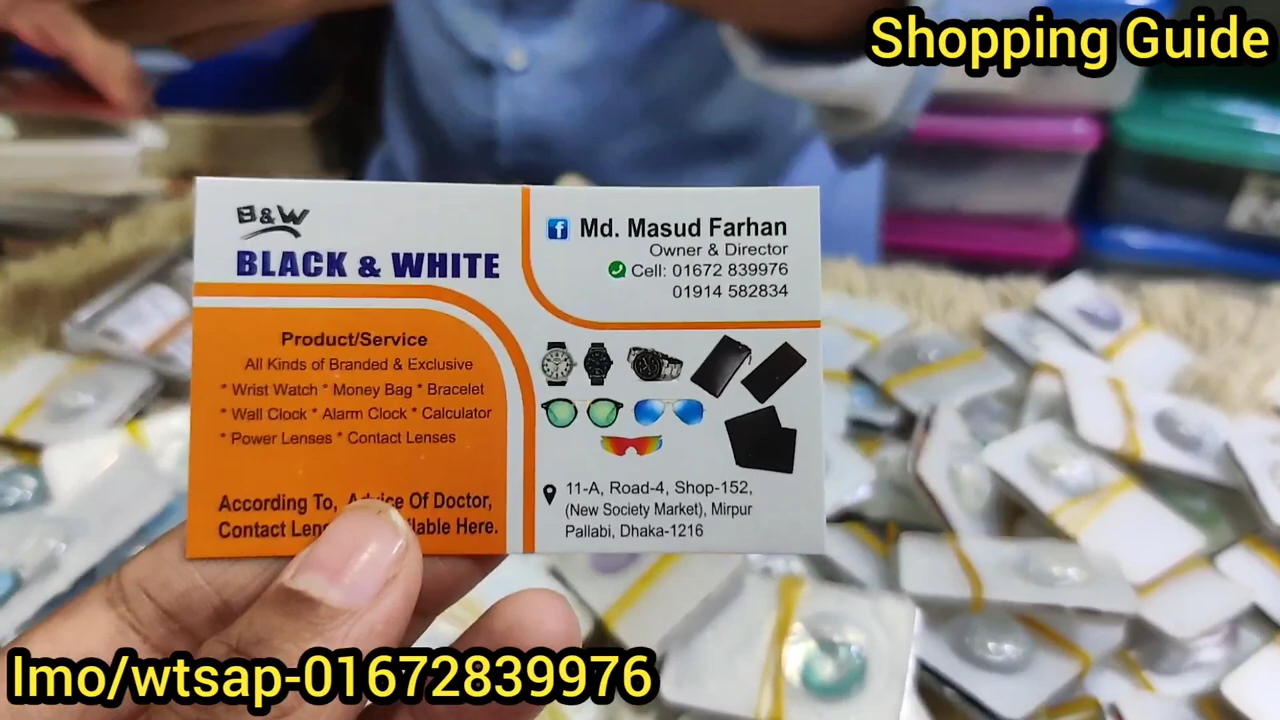 Shopping Guide
B&W
BLACK & WHITE
Md. Masud Farhan
Owner & Director
Cell: 01672 839976
01914 582834
Product/Service
All Kinds of Branded & Exclusive
* Wrist Watch * Money Bag * Bracelet
* Wall Clock * Alarm Clock * Calculator
* Power Lenses * Contact Lenses
According To, Advice Of Doctor,
Contact Here.
11-A, Road-4, Shop-152,
(New Society Market), Mirpur
Pallabi, Dhaka-1216
Imo/wtsap-01672839976